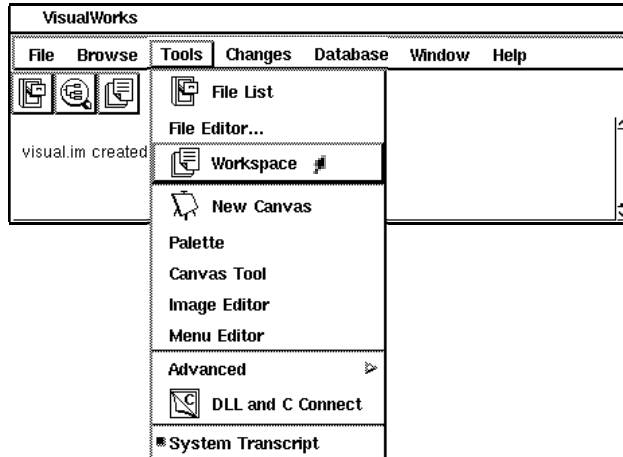 VisualWorks
File Browse Tools Changes Database Window Help
File List
File Editor...
visual.im created
Workspace
New Canvas
Palette
Canvas Tool
Image Editor
Menu Editor
Advanced
C DLL and C Connect
System Transcript